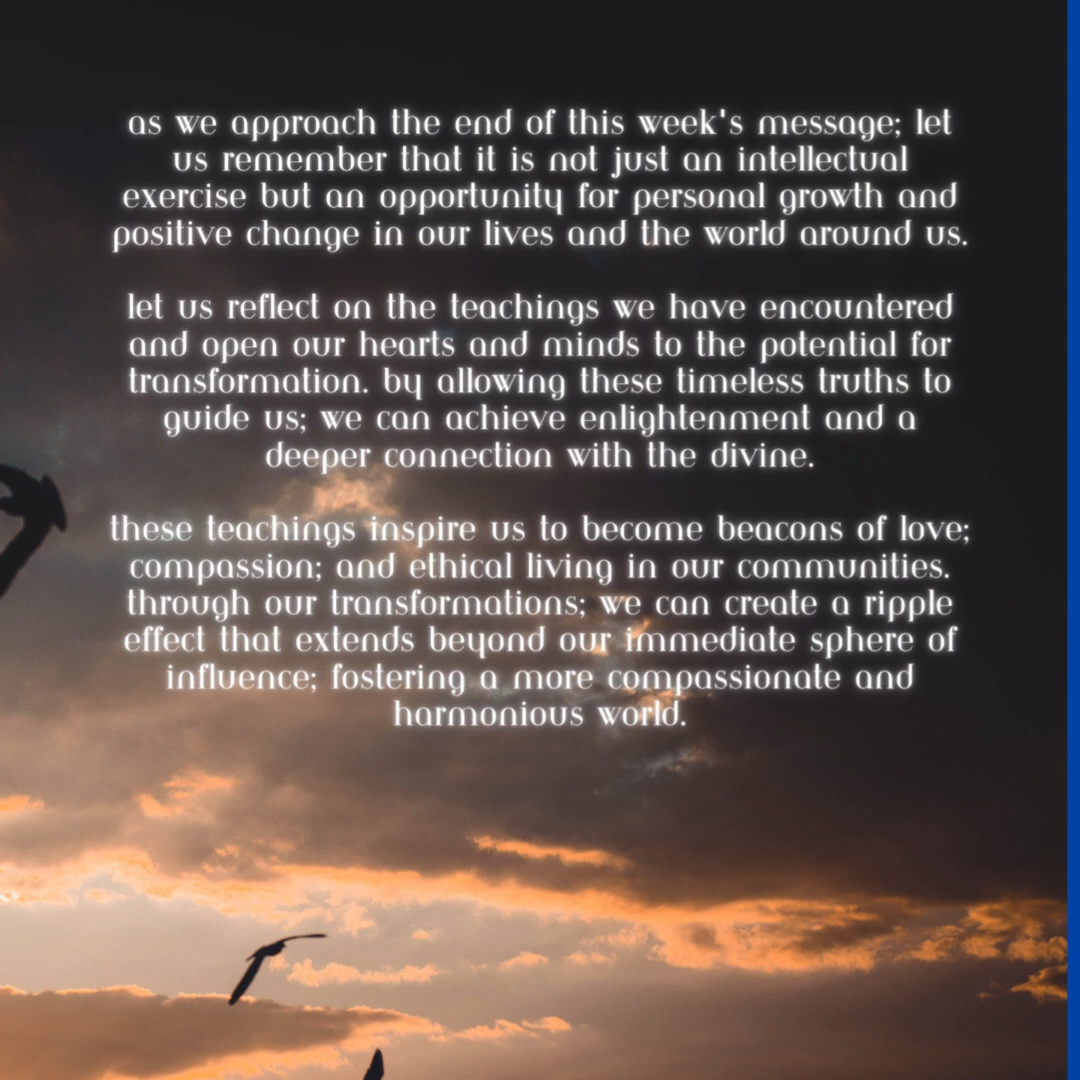 as we approach the end of this week's message; let
us remember that it is not just an intellectual
exercise but an opportunity for personal growth and
positive change in our lives and the world around us.
let us reflect on the teachings we have encountered
and open our hearts and minds to the potential for
transformation. by allowing these timeless truths to
guide us; we can achieve enlightenment and a
deeper connection with the divine.
these teachings inspire us to become beacons of love;
compassion; and ethical living in our communities.
through our transformations; we can create a ripple
effect that extends beyond our immediate sphere of
influence; fostering a more compassionate and
harmonious world.